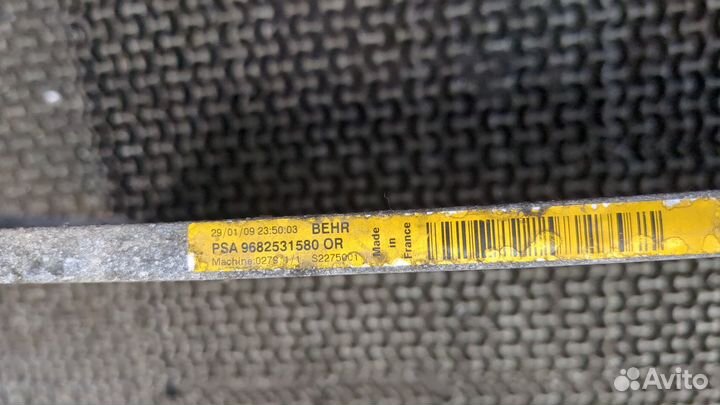 29/01/09 23:50:03 BEHR
PSA 9682531580 OR
Machine:0279 1/1 S2275001
Made
in
France
Avito